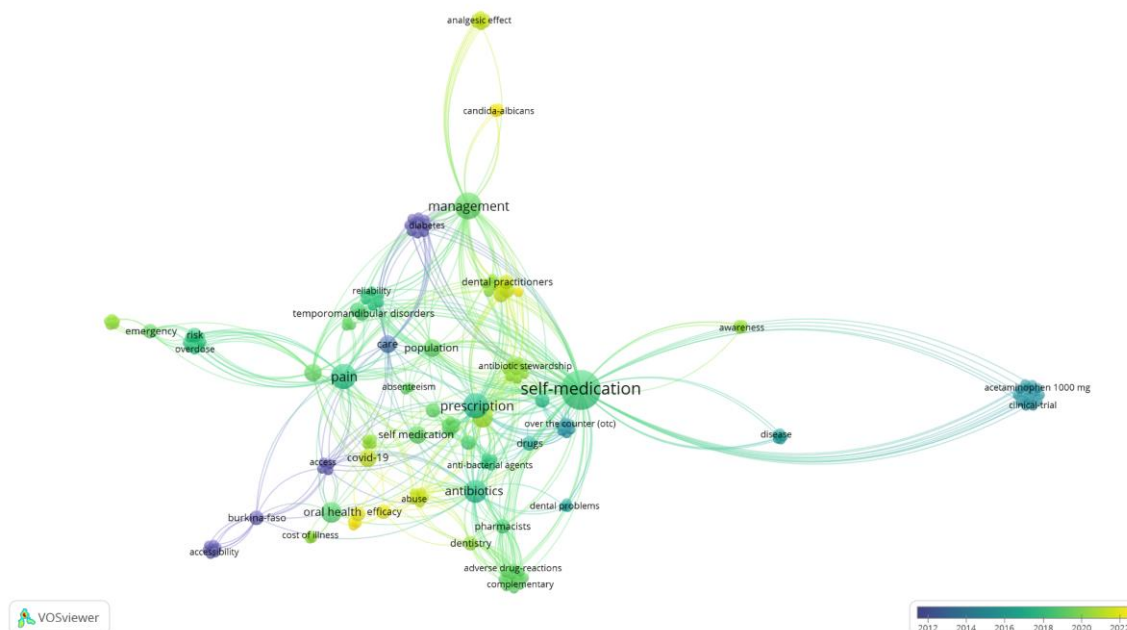 analgesic effect
candida-albicans
management
diabetes
dental practitioners
reliability
temporomandibular disorders
awareness
emergency
risk
overdose
care
population
antibiotic stewardship
pain
absenteeism
self-medication
acetaminophen 1000 mg
clinical-trial
prescription
over the counter (otc)
self medication
disease
drugs
covid-19
access
anti-bacterial agents
antibiotics
abuse
dental problems
oral health
efficacy
burkina-faso
pharmacists
cost of illness
dentistry
accessibility
adverse drug-reactions
complementary
VOSviewer
2012 2014 2016 2018 2020 2022